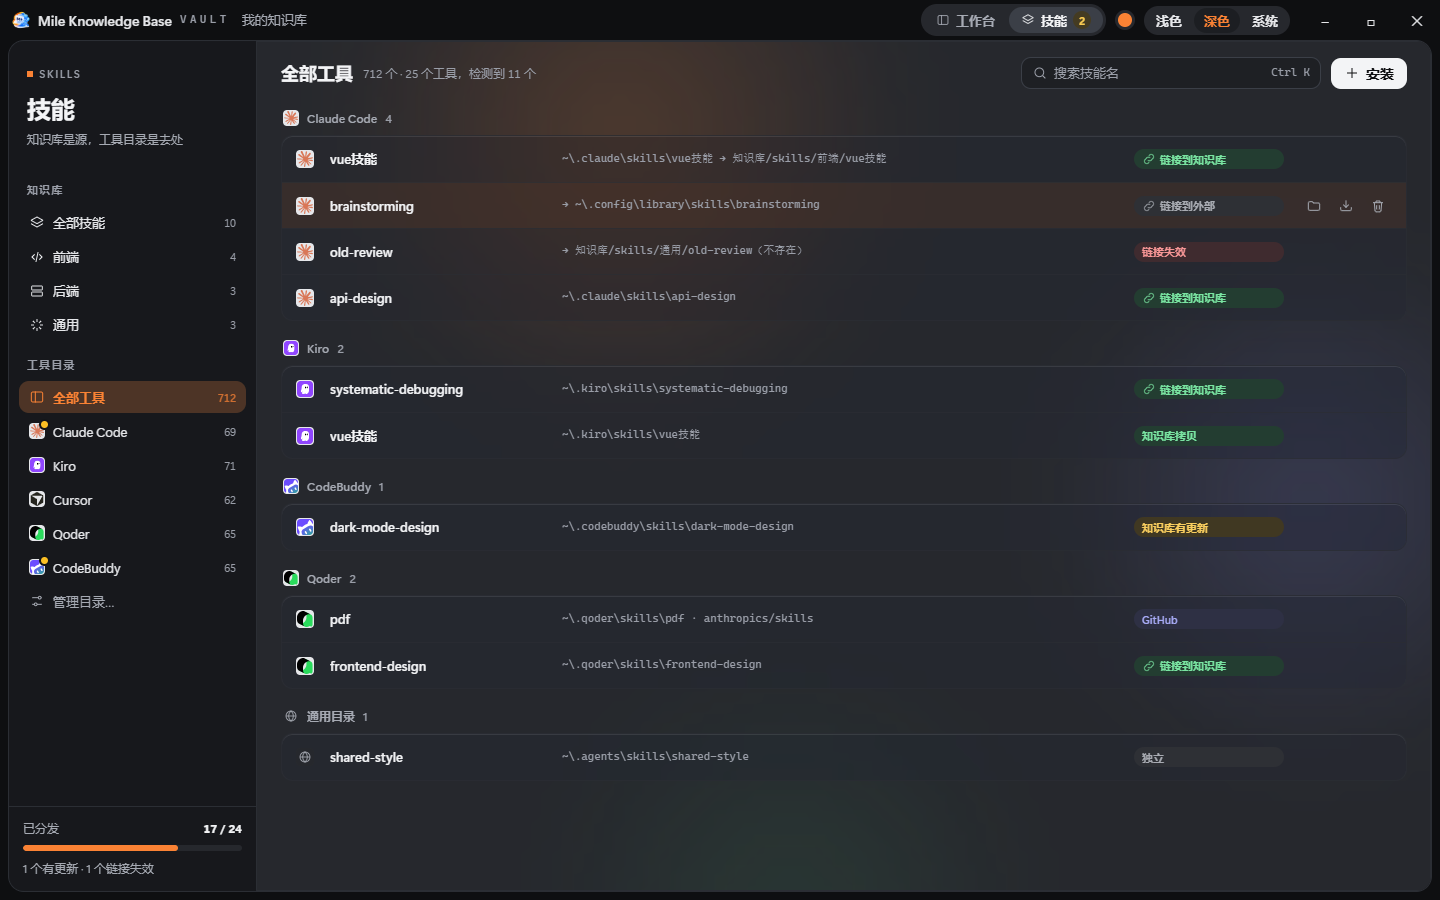 Mile Knowledge Base VAULT 我的知识库
工作台 技能 2 浅色 深色 系统
SKILLS
技能
知识库是源，工具目录是去处
知识库
全部技能 10
前端 4
后端 3
通用 3
工具目录
全部工具 712
Claude Code 69
Kiro 71
Cursor 62
Qoder 65
CodeBuddy 65
管理目录...
已分发 17 / 24
1 个有更新 · 1 个链接失效
全部工具 712 个 · 25 个工具，检测到 11 个
搜索技能名 Ctrl K
安装
Claude Code 4
vue技能 ~\.claude\skills\vue技能 → 知识库/skills/前端/vue技能 链接到知识库
brainstorming → ~\.config\library\skills\brainstorming 链接到外部
old-review → 知识库/skills/通用/old-review（不存在） 链接失效
api-design ~\.claude\skills\api-design 链接到知识库
Kiro 2
systematic-debugging ~\.kiro\skills\systematic-debugging 链接到知识库
vue技能 ~\.kiro\skills\vue技能 知识库拷贝
CodeBuddy 1
dark-mode-design ~\.codebuddy\skills\dark-mode-design 知识库有更新
Qoder 2
pdf ~\.qoder\skills\pdf · anthropics/skills GitHub
frontend-design ~\.qoder\skills\frontend-design 链接到知识库
通用目录 1
shared-style ~\.agents\skills\shared-style 独立